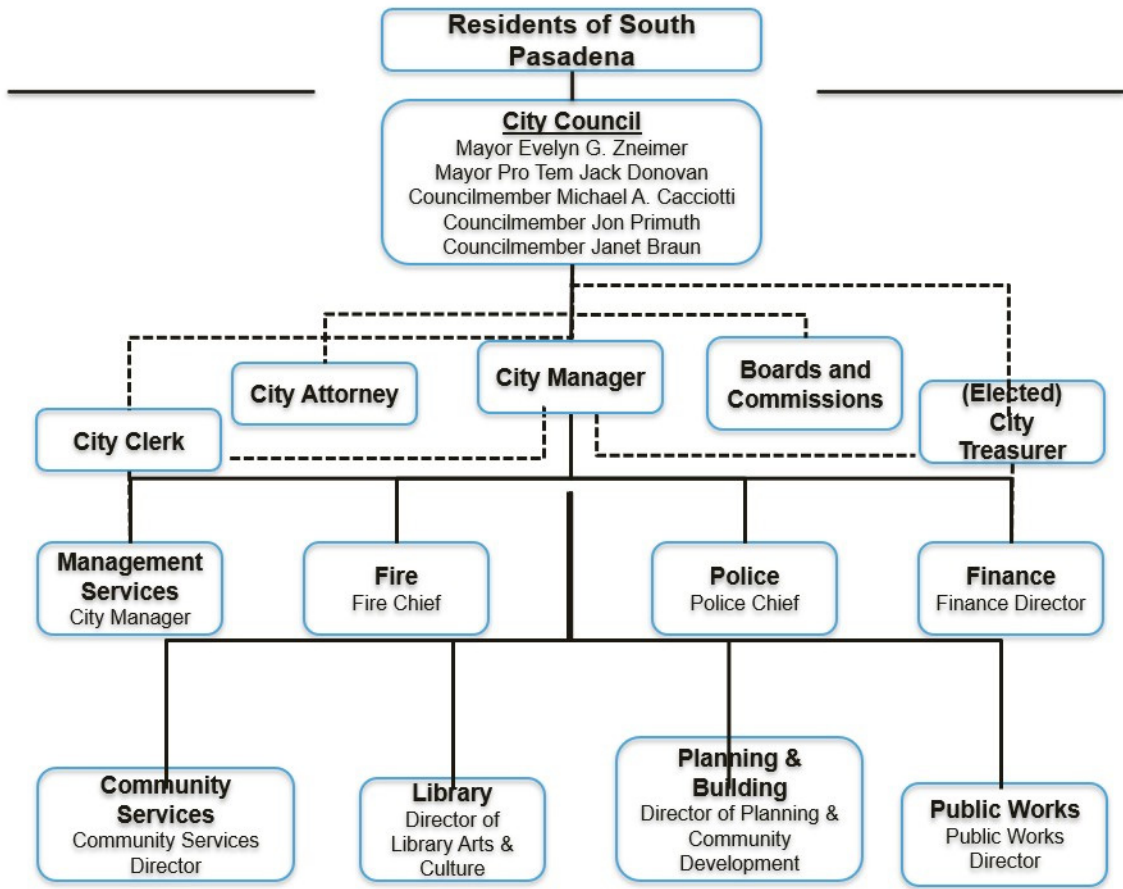 Residents of South
Pasadena
City Council
Mayor Evelyn G. Zneimer
Mayor Pro Tem Jack Donovan
Councilmember Michael A. Cacciotti
Councilmember Jon Primuth
Councilmember Janet Braun
City Attorney
City Manager
Boards and
Commissions
(Elected)
City
Treasurer
City Clerk
Management
Services
City Manager
Fire
Fire Chief
Police
Police Chief
Finance
Finance Director
Community
Services
Community Services
Director
Library
Director of
Library Arts &
Culture
Planning &
Building
Director of Planning &
Community
Development
Public Works
Public Works
Director